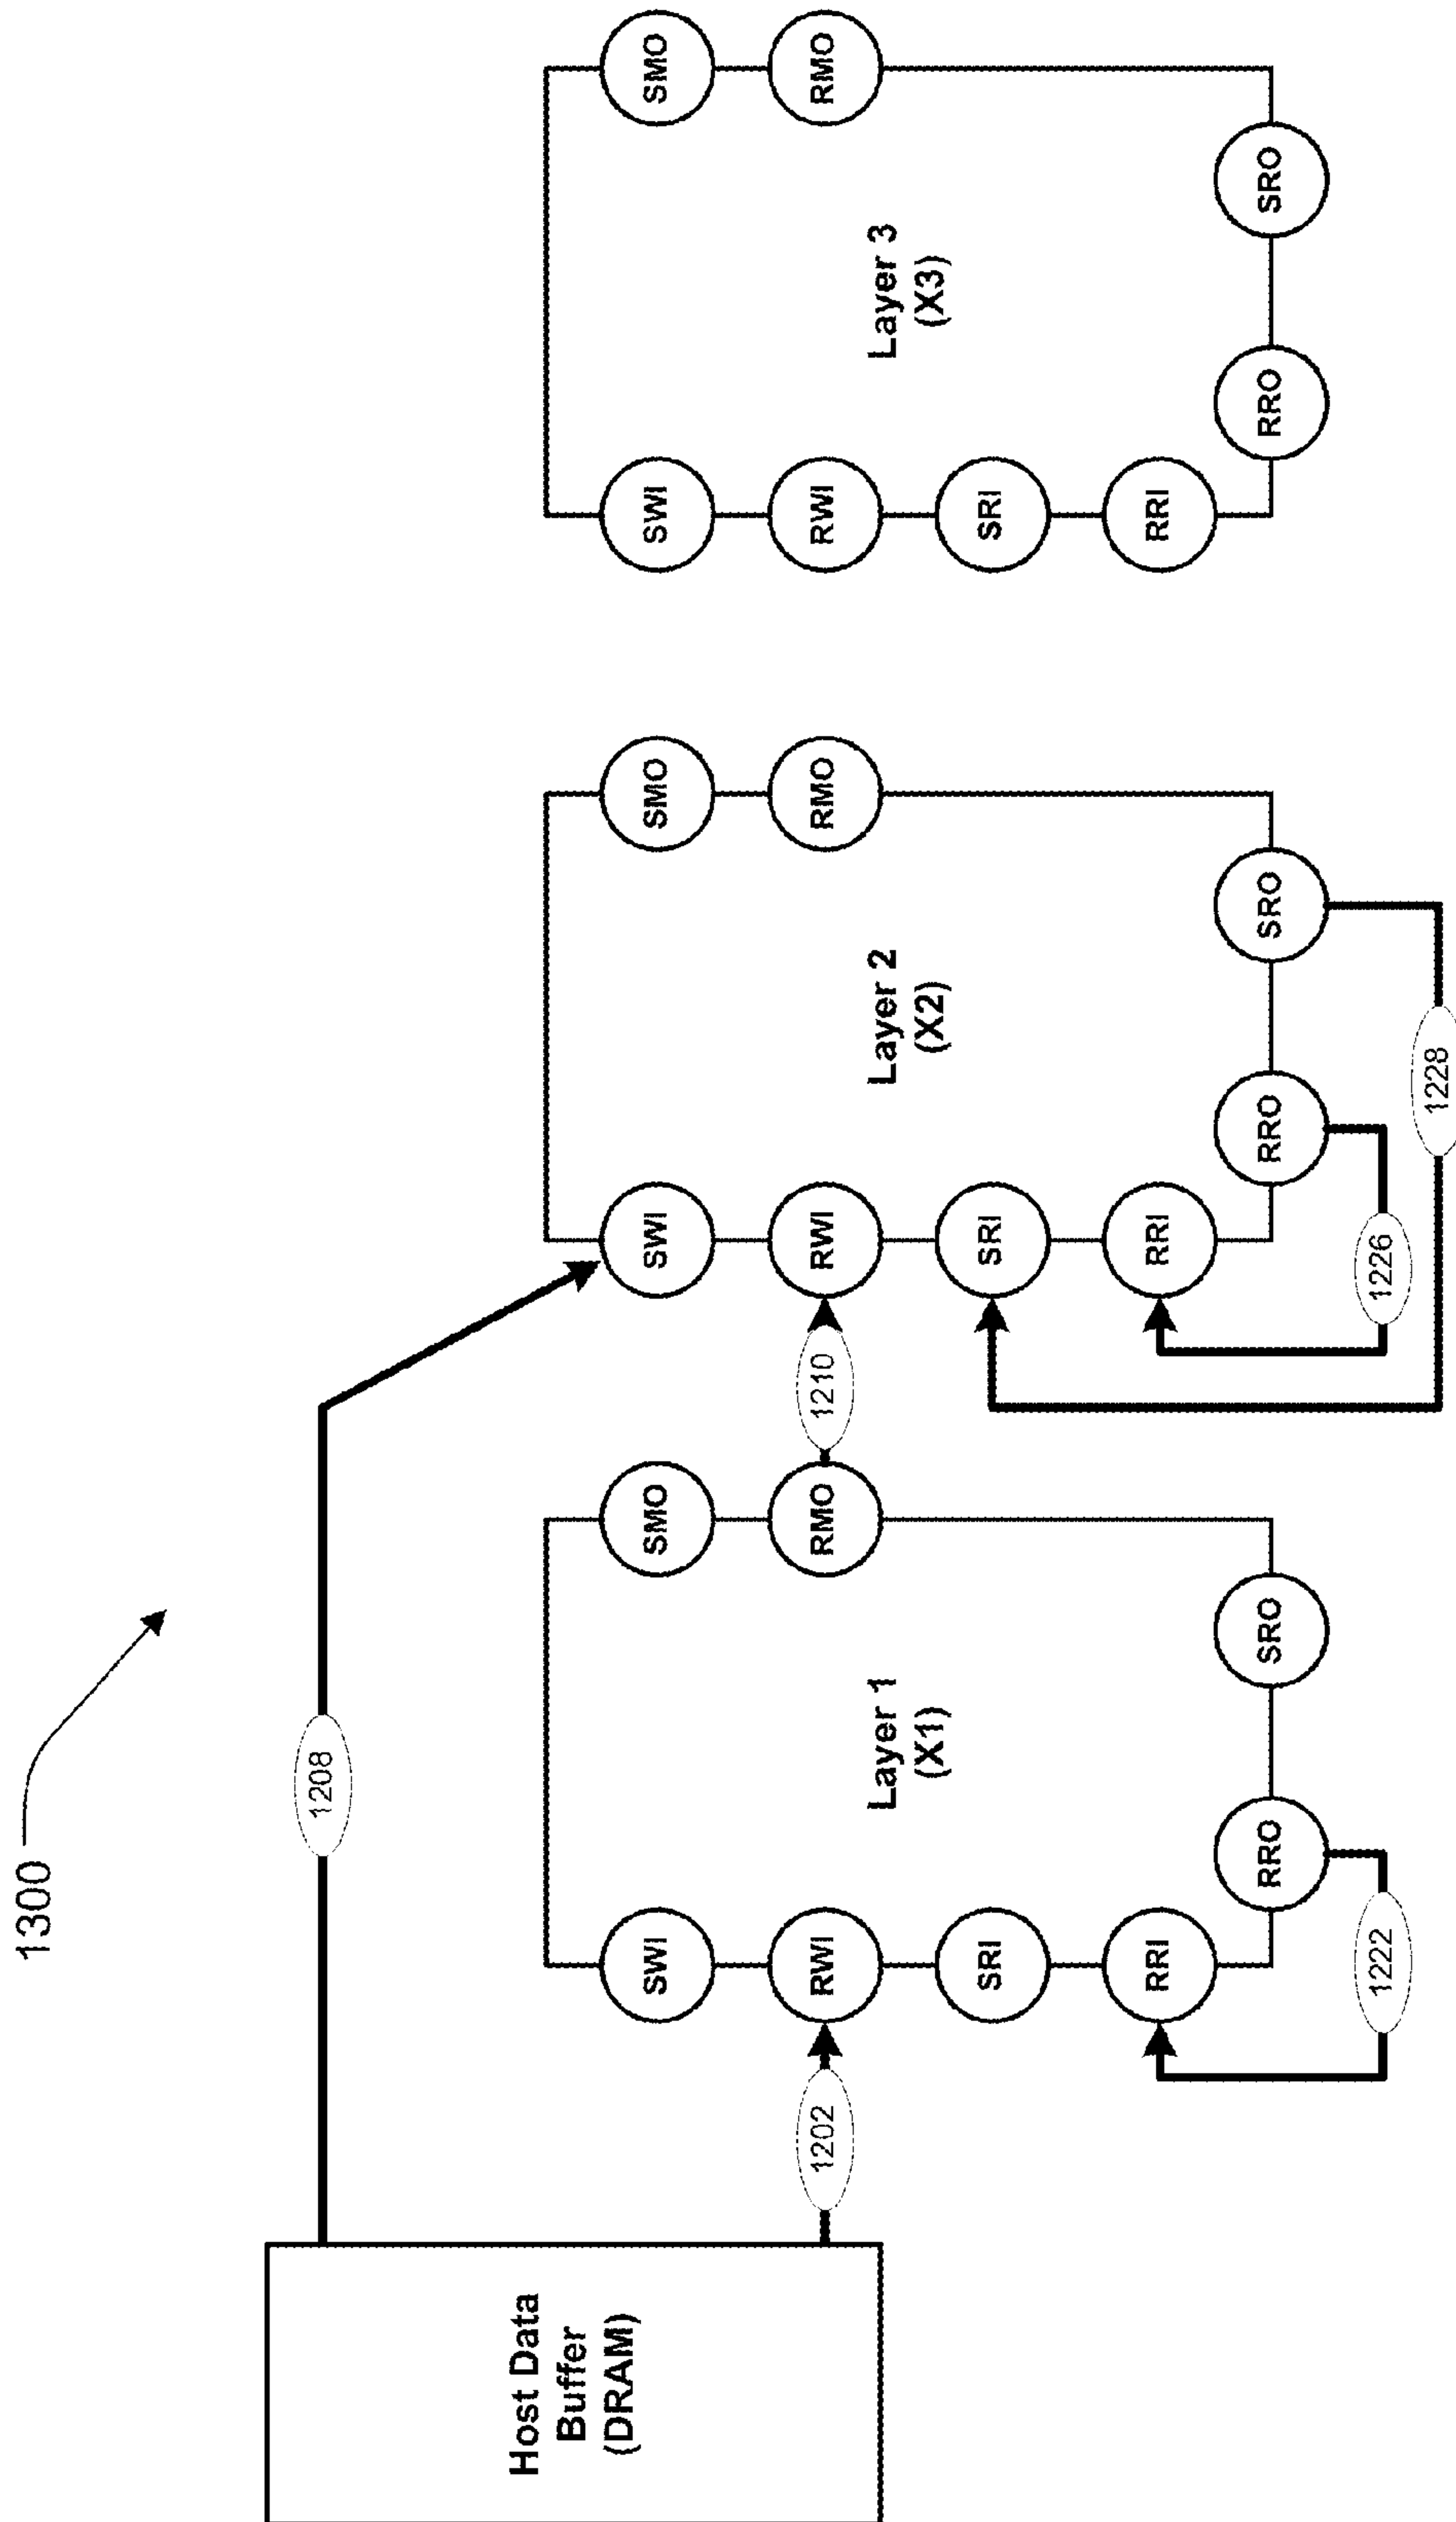 1300
Host Data
Buffer
(DRAM)
1208
1202
SWI
RWI
SRI
RRI
Layer 1
(X1)
SMO
RMO
RRO
SRO
1222
1210
SWI
RWI
SRI
RRI
Layer 2
(X2)
SMO
RMO
RRO
SRO
1226
1228
SWI
RWI
SRI
RRI
Layer 3
(X3)
SMO
RMO
RRO
SRO